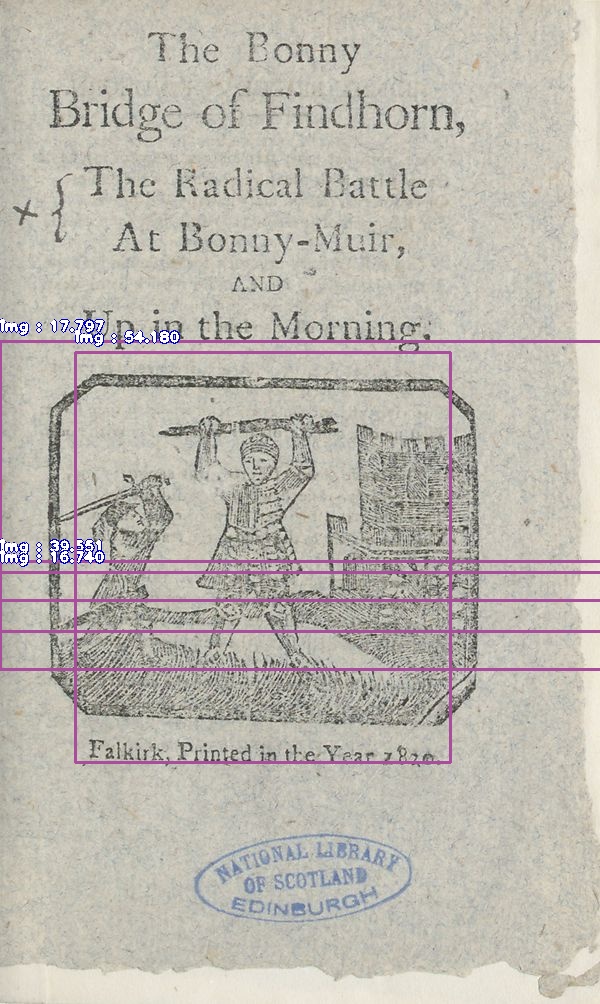 The Bonny
Bridge of Findhorn,
The Radical Battle
At Bonny-Muir,
AND
Up in the Morning.
Img : 17.797
Img : 54.180
Img : 39.551
Img : 16.740
Falkirk, Printed in the Year 1820.
NATIONAL LIBRARY
OF SCOTLAND
EDINBURGH